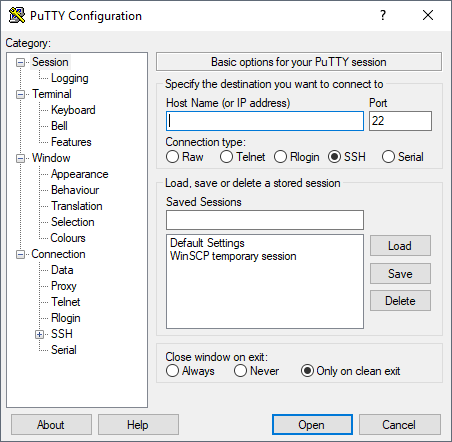 PuTTY Configuration
?
Category:
Session
Logging
Terminal
Keyboard
Bell
Features
Window
Appearance
Behaviour
Translation
Selection
Colours
Connection
Data
Proxy
Telnet
Rlogin
SSH
Serial
Basic options for your PuTTY session
Specify the destination you want to connect to
Host Name (or IP address) Port
22
Connection type:
Raw Telnet Rlogin SSH Serial
Load, save or delete a stored session
Saved Sessions
Default Settings
WinSCP temporary session
Load
Save
Delete
Close window on exit:
Always Never Only on clean exit
About Help Open Cancel